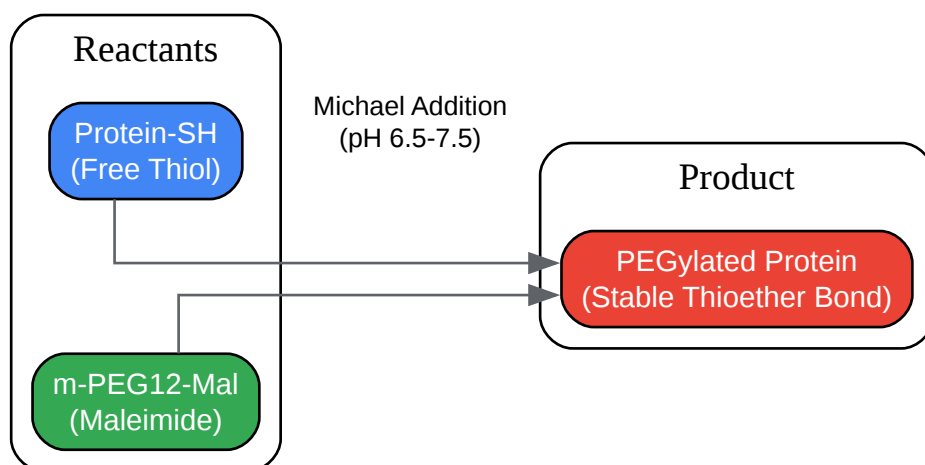 Reactants
Protein-SH
(Free Thiol)
m-PEG12-Mal
(Maleimide)
Michael Addition
(pH 6.5-7.5)
Product
PEGylated Protein
(Stable Thioether Bond)